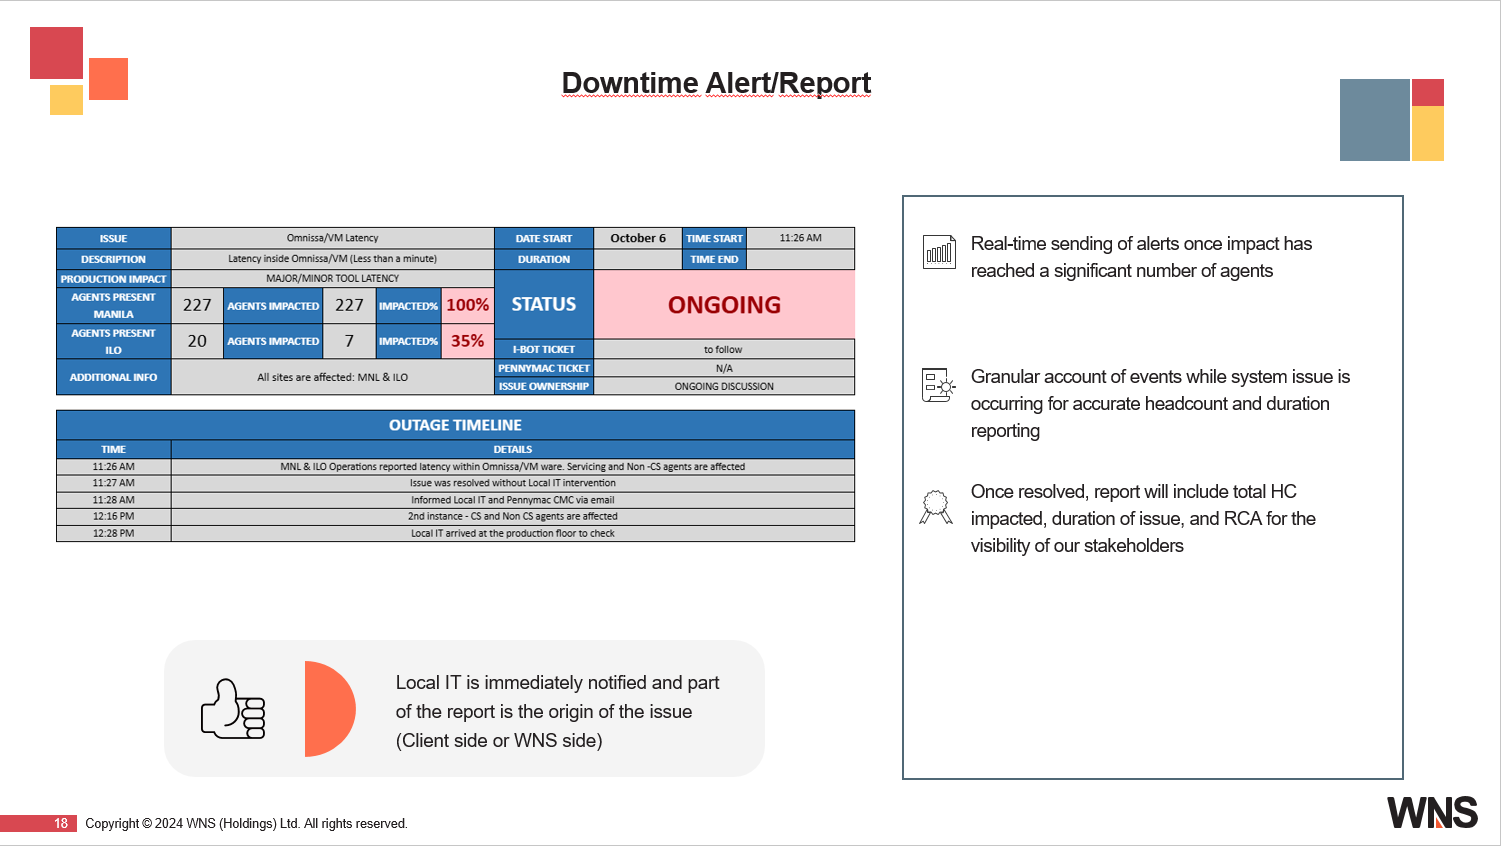 Downtime Alert/Report
ISSUE Omnissa/VM Latency DATE START October 6 TIME START 11:26 AM
DESCRIPTION Latency inside Omnissa/VM (Less than a minute) DURATION TIME END
PRODUCTION IMPACT MAJOR/MINOR TOOL LATENCY
AGENTS PRESENT
MANILA
227 AGENTS IMPACTED 227 IMPACTED% 100%
STATUS ONGOING
AGENTS PRESENT
ILO
20 AGENTS IMPACTED 7 IMPACTED% 35%
I-BOT TICKET to follow
ADDITIONAL INFO All sites are affected: MNL & ILO
PENNYMAC TICKET N/A
ISSUE OWNERSHIP ONGOING DISCUSSION
OUTAGE TIMELINE
TIME DETAILS
11:26 AM MNL & ILO Operations reported latency within Omnissa/VM ware. Servicing and Non -CS agents are affected
11:27 AM Issue was resolved without Local IT intervention
11:28 AM Informed Local IT and Pennymac CMC via email
12:16 PM 2nd instance - CS and Non CS agents are affected
12:28 PM Local IT arrived at the production floor to check
Real-time sending of alerts once impact has
reached a significant number of agents
Granular account of events while system issue is
occurring for accurate headcount and duration
reporting
Once resolved, report will include total HC
impacted, duration of issue, and RCA for the
visibility of our stakeholders
Local IT is immediately notified and part
of the report is the origin of the issue
(Client side or WNS side)
18 Copyright © 2024 WNS (Holdings) Ltd. All rights reserved.
WNS